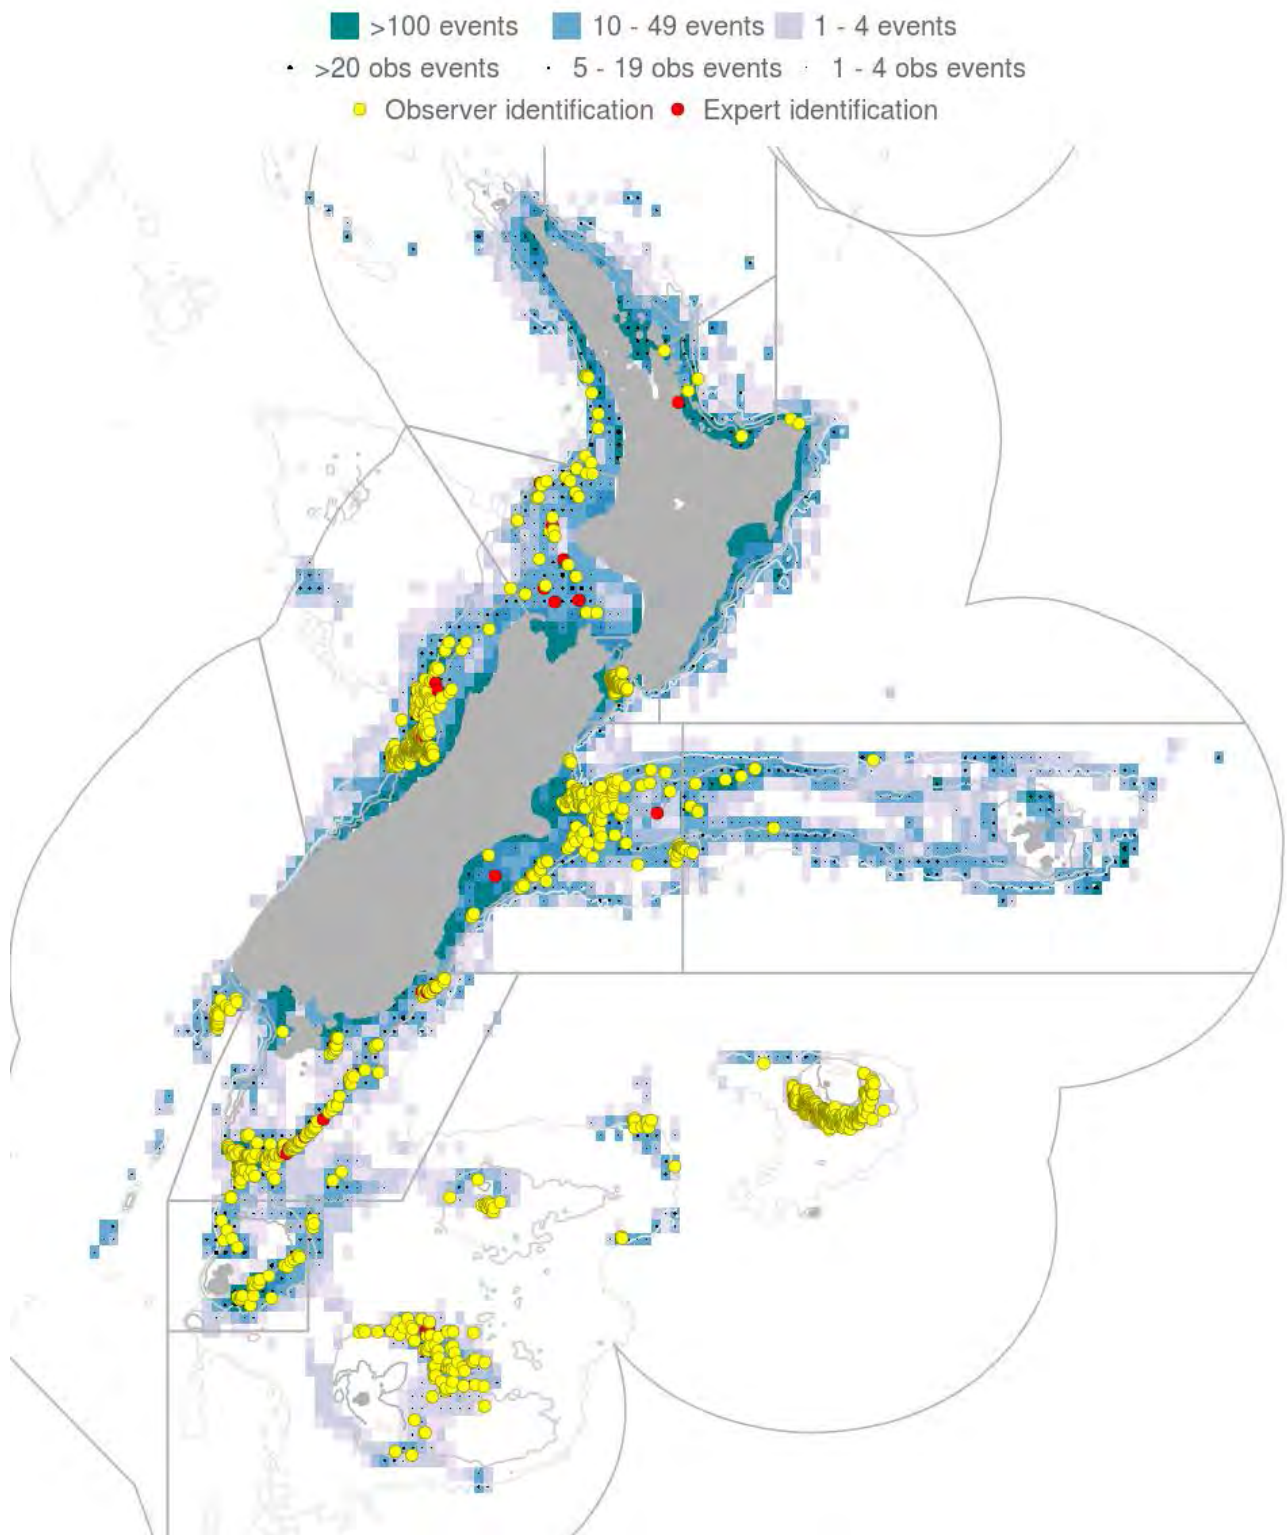 >100 events 10 - 49 events 1 - 4 events
>20 obs events 5 - 19 obs events 1 - 4 obs events
Observer identification Expert identification